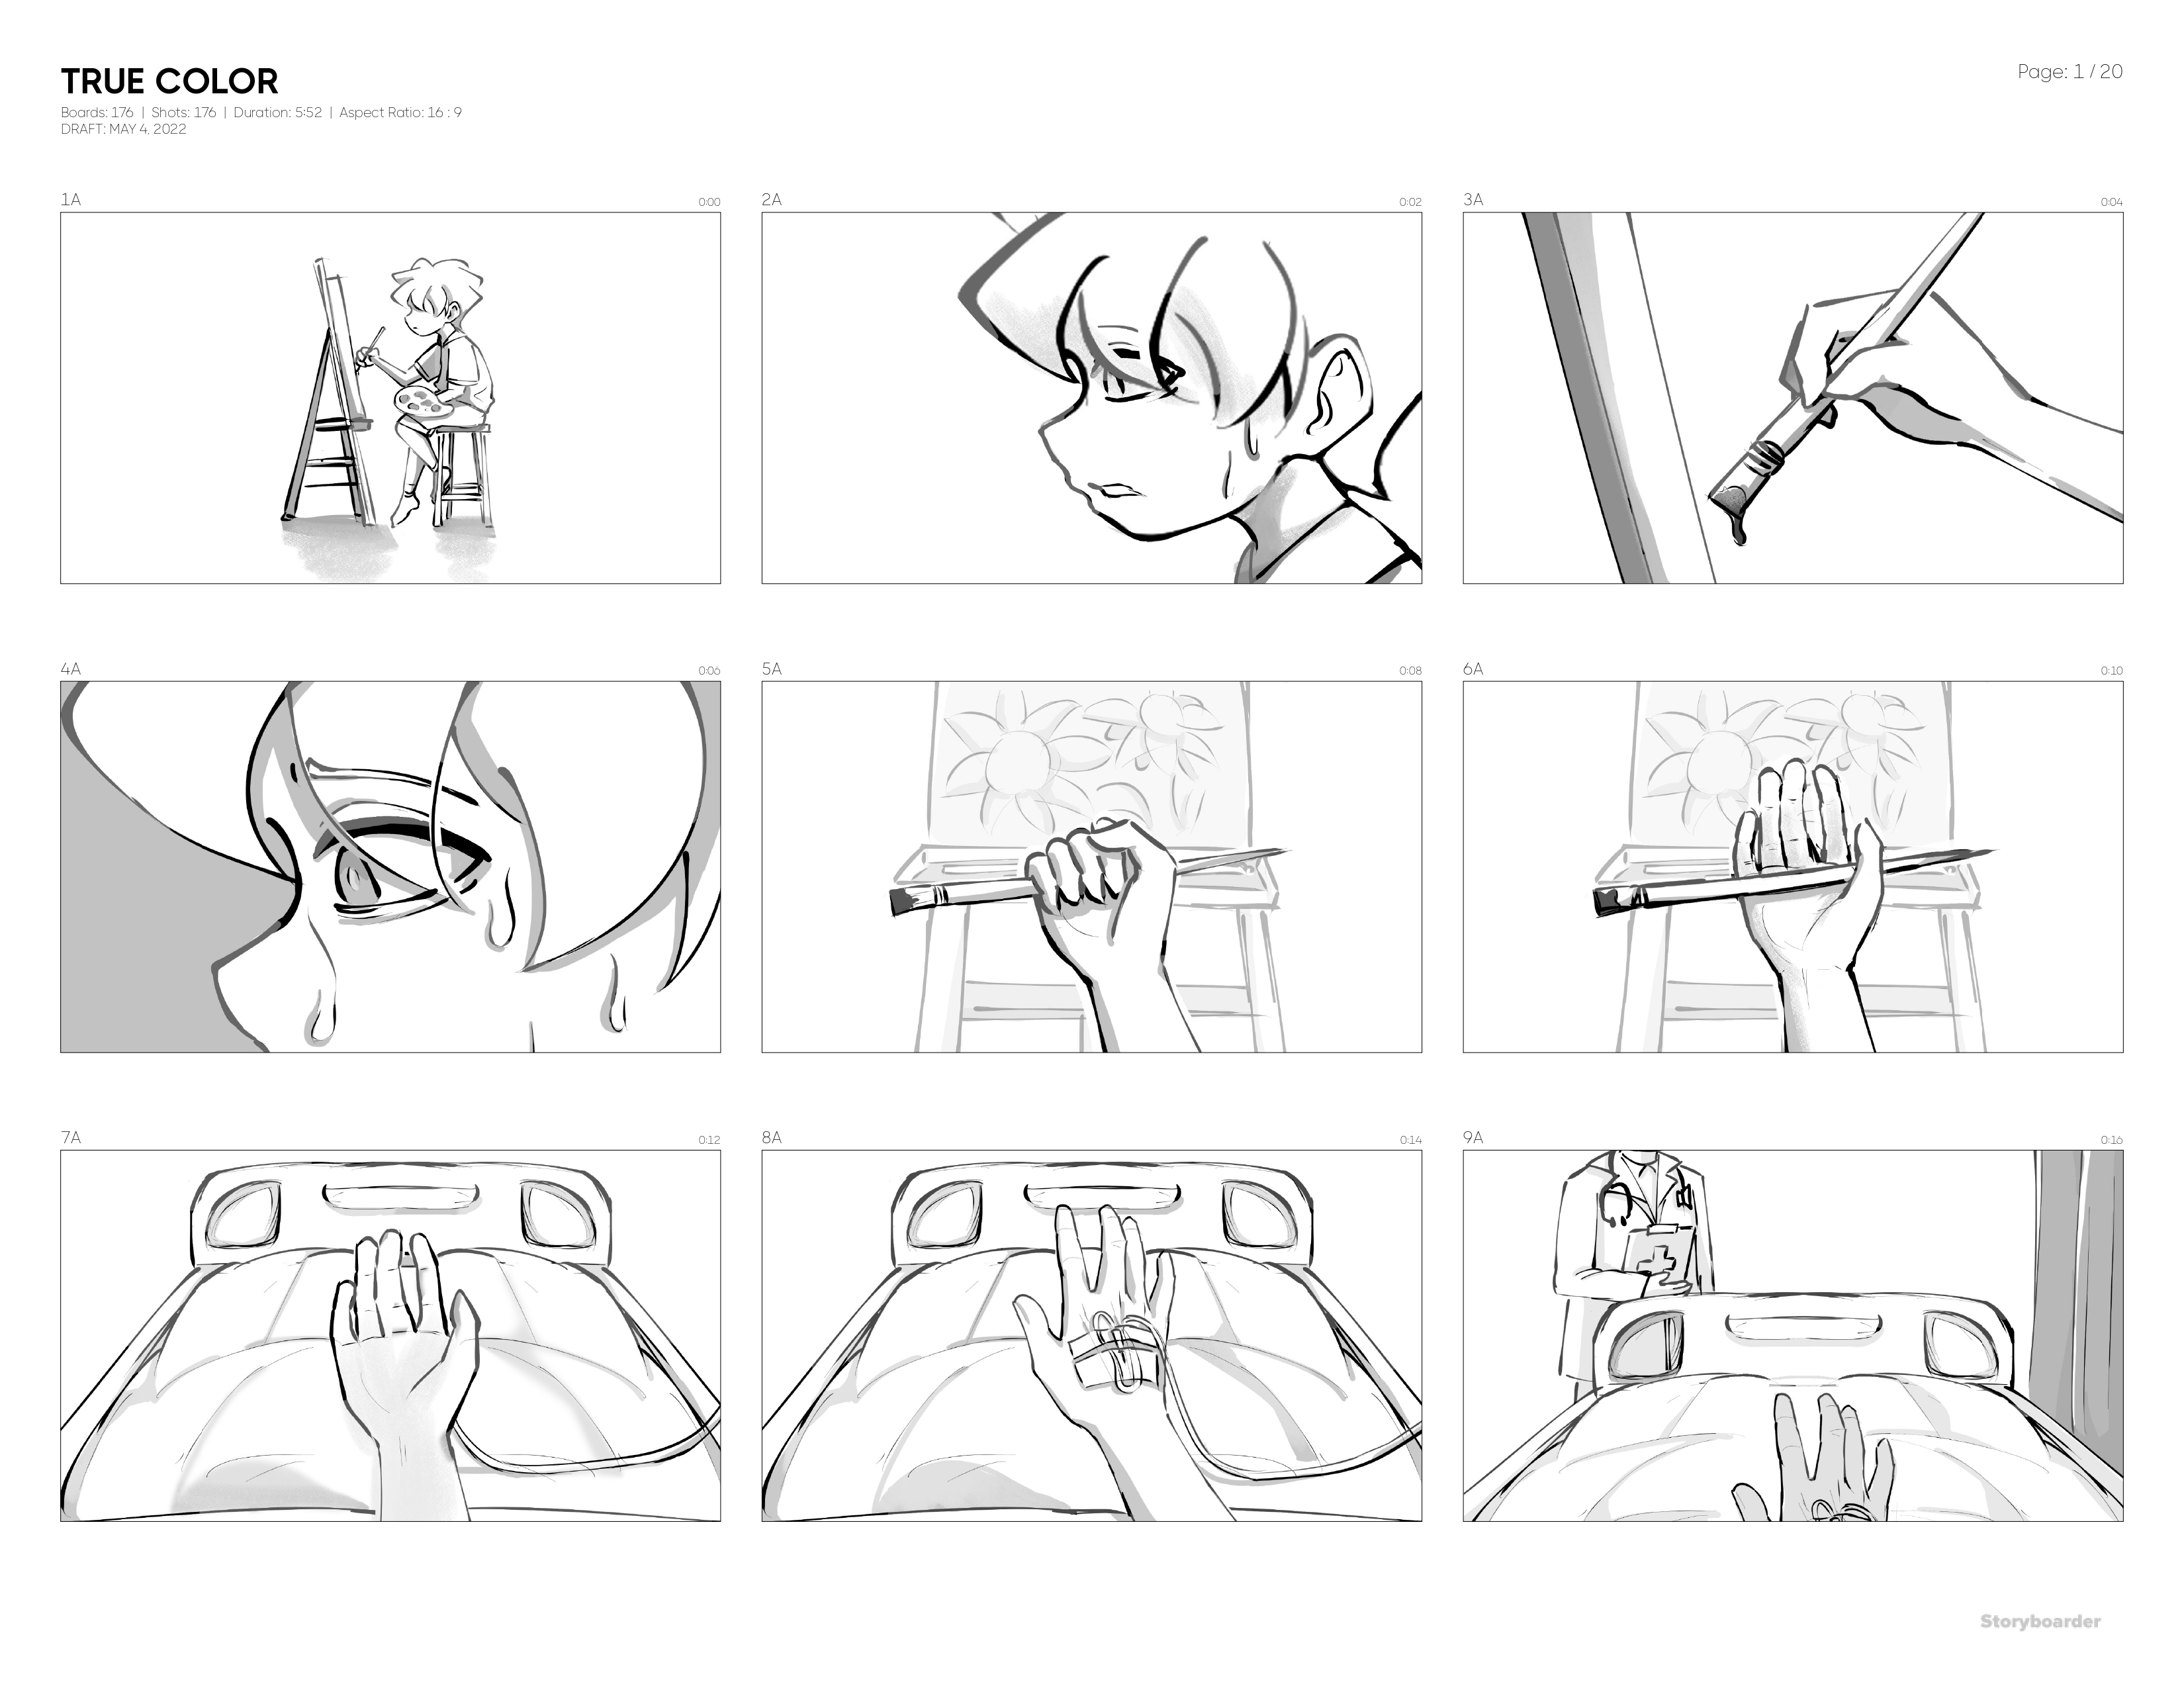 TRUE COLOR
Page: 1 / 20
Boards: 176 | Shots: 176 | Duration: 5:52 | Aspect Ratio: 16 : 9
DRAFT: MAY 4, 2022
1A 0:00
2A 0:02
3A 0:04
4A 0:06
5A 0:08
6A 0:10
7A 0:12
8A 0:14
9A 0:16
Storyboarder